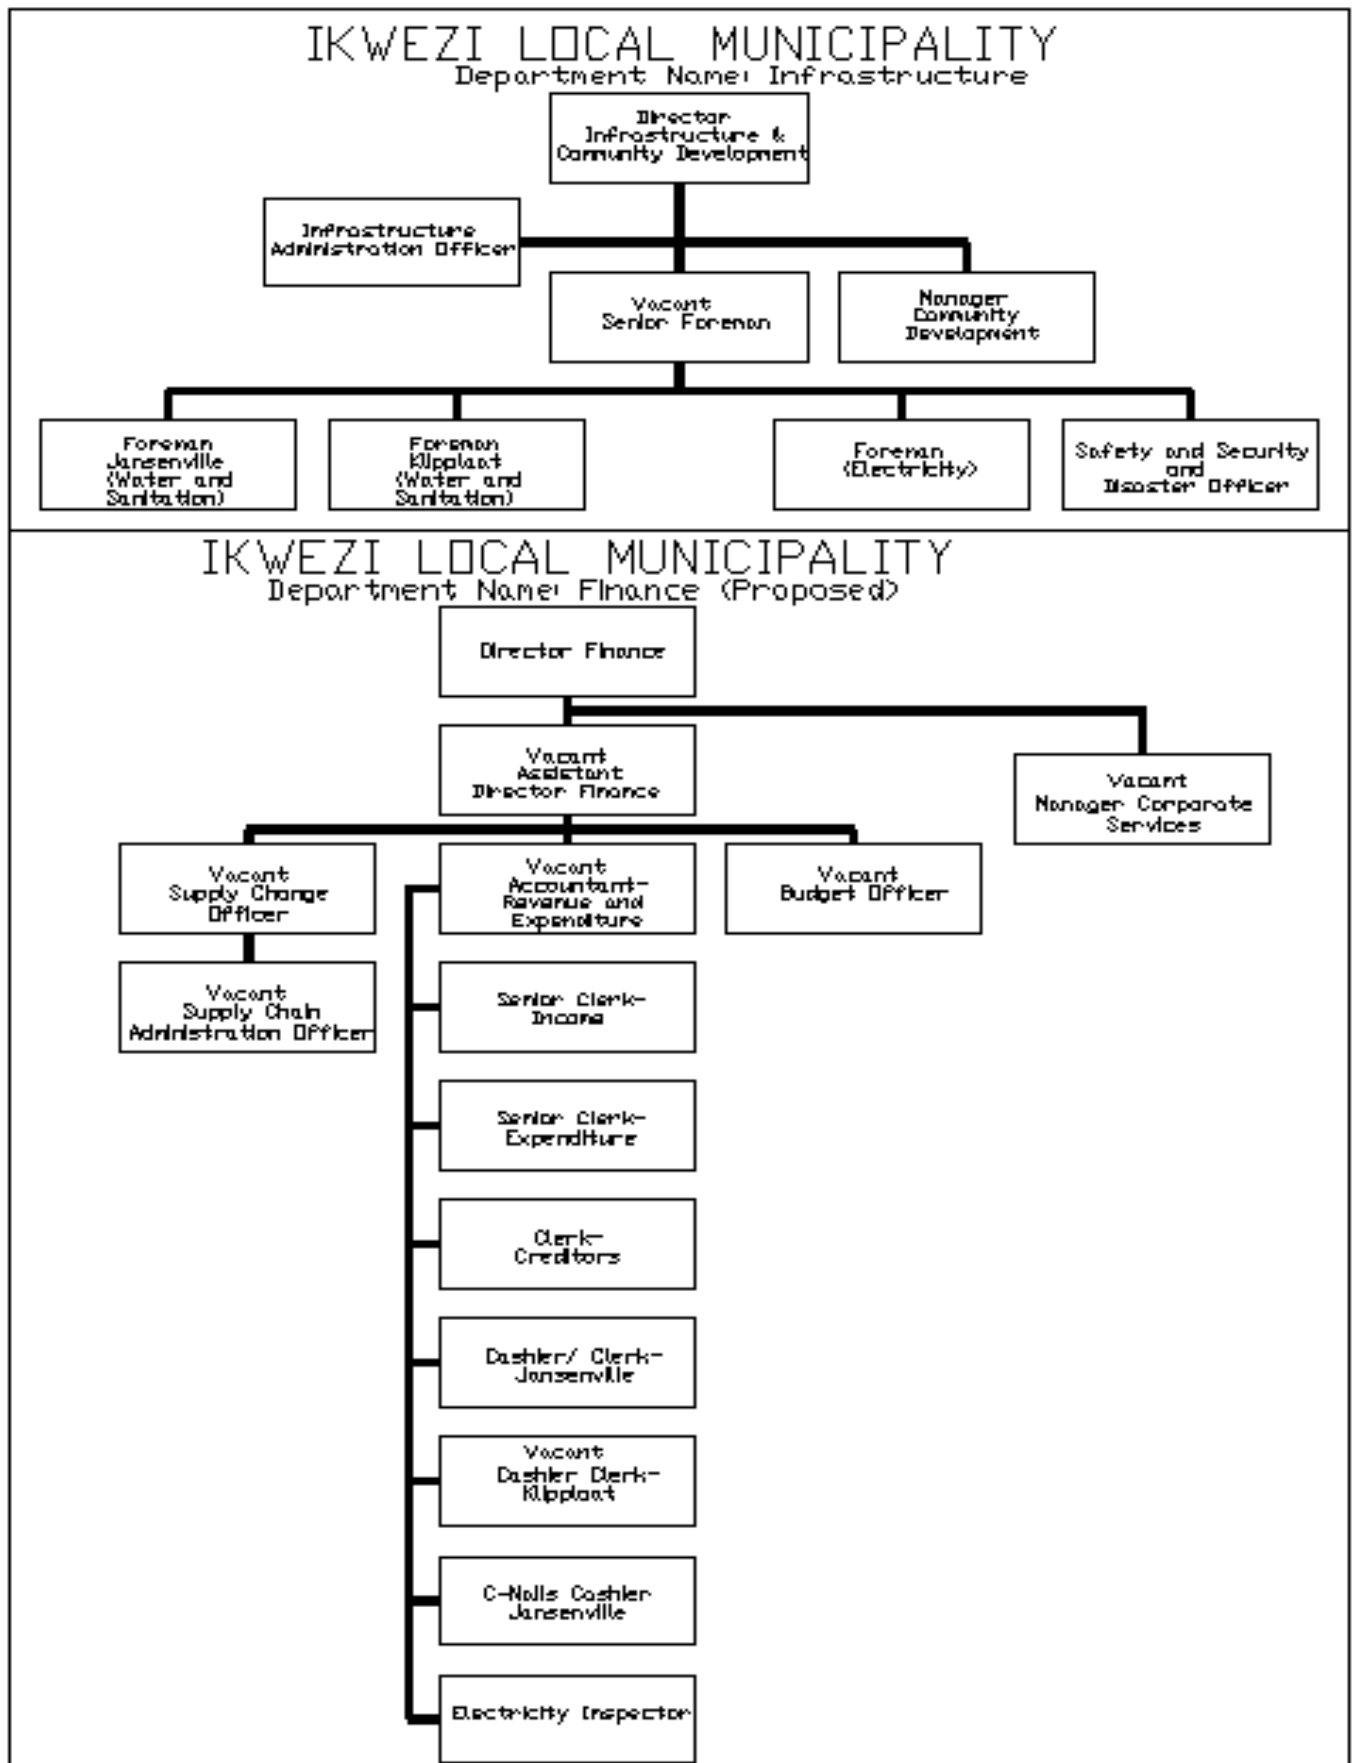 IKWEZI LOCAL MUNICIPALITY
Department Name: Infrastructure
Director
Infrastructure &
Community Development
Infrastructure
Administration Officer
Vacant
Senior Foreman
Manager
Community
Development
Foreman
Jansenville
(Water and
Sanitation)
Foreman
Klipplaat
(Water and
Sanitation)
Foreman
(Electricity)
Safety and Security
and
Disaster Officer
IKWEZI LOCAL MUNICIPALITY
Department Name: Finance (Proposed)
Director Finance
Vacant
Assistant
Director Finance
Vacant
Manager Corporate
Services
Vacant
Supply Change
Officer
Vacant
Accountant-
Revenue and
Expenditure
Vacant
Budget Officer
Vacant
Supply Chain
Administration Officer
Senior Clerk-
Income
Senior Clerk-
Expenditure
Clerk-
Creditors
Cashier/ Clerk-
Jansenville
Vacant
Cashier Clerk-
Klipplaat
Cashier
Jansenville
Electricity Inspector